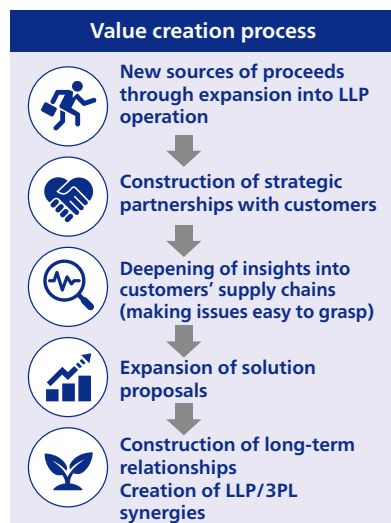 Value creation process
New sources of proceeds
through expansion into LLP
operation
Construction of strategic
partnerships with customers
Deepening of insights into
customers’ supply chains
(making issues easy to grasp)
Expansion of solution
proposals
Construction of long-term
relationships
Creation of LLP/3PL
synergies